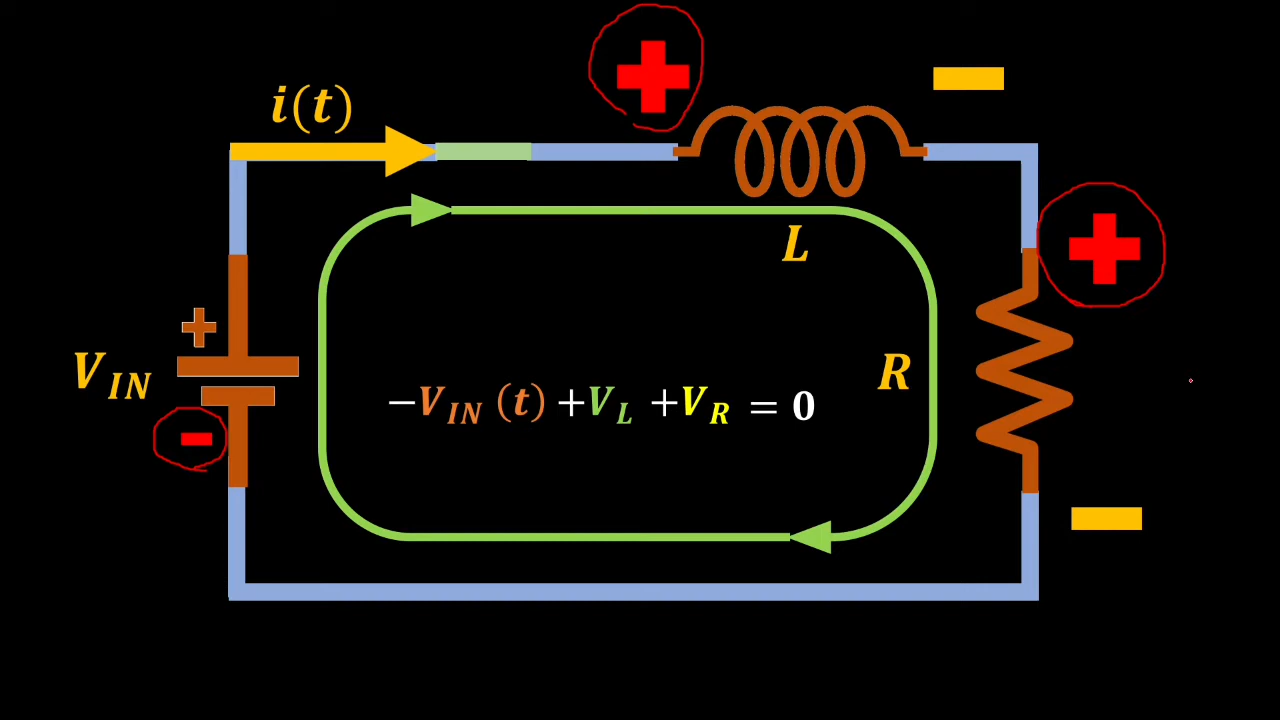 i(t)
L
V_IN
R
−V_IN (t) +V_L +V_R = 0